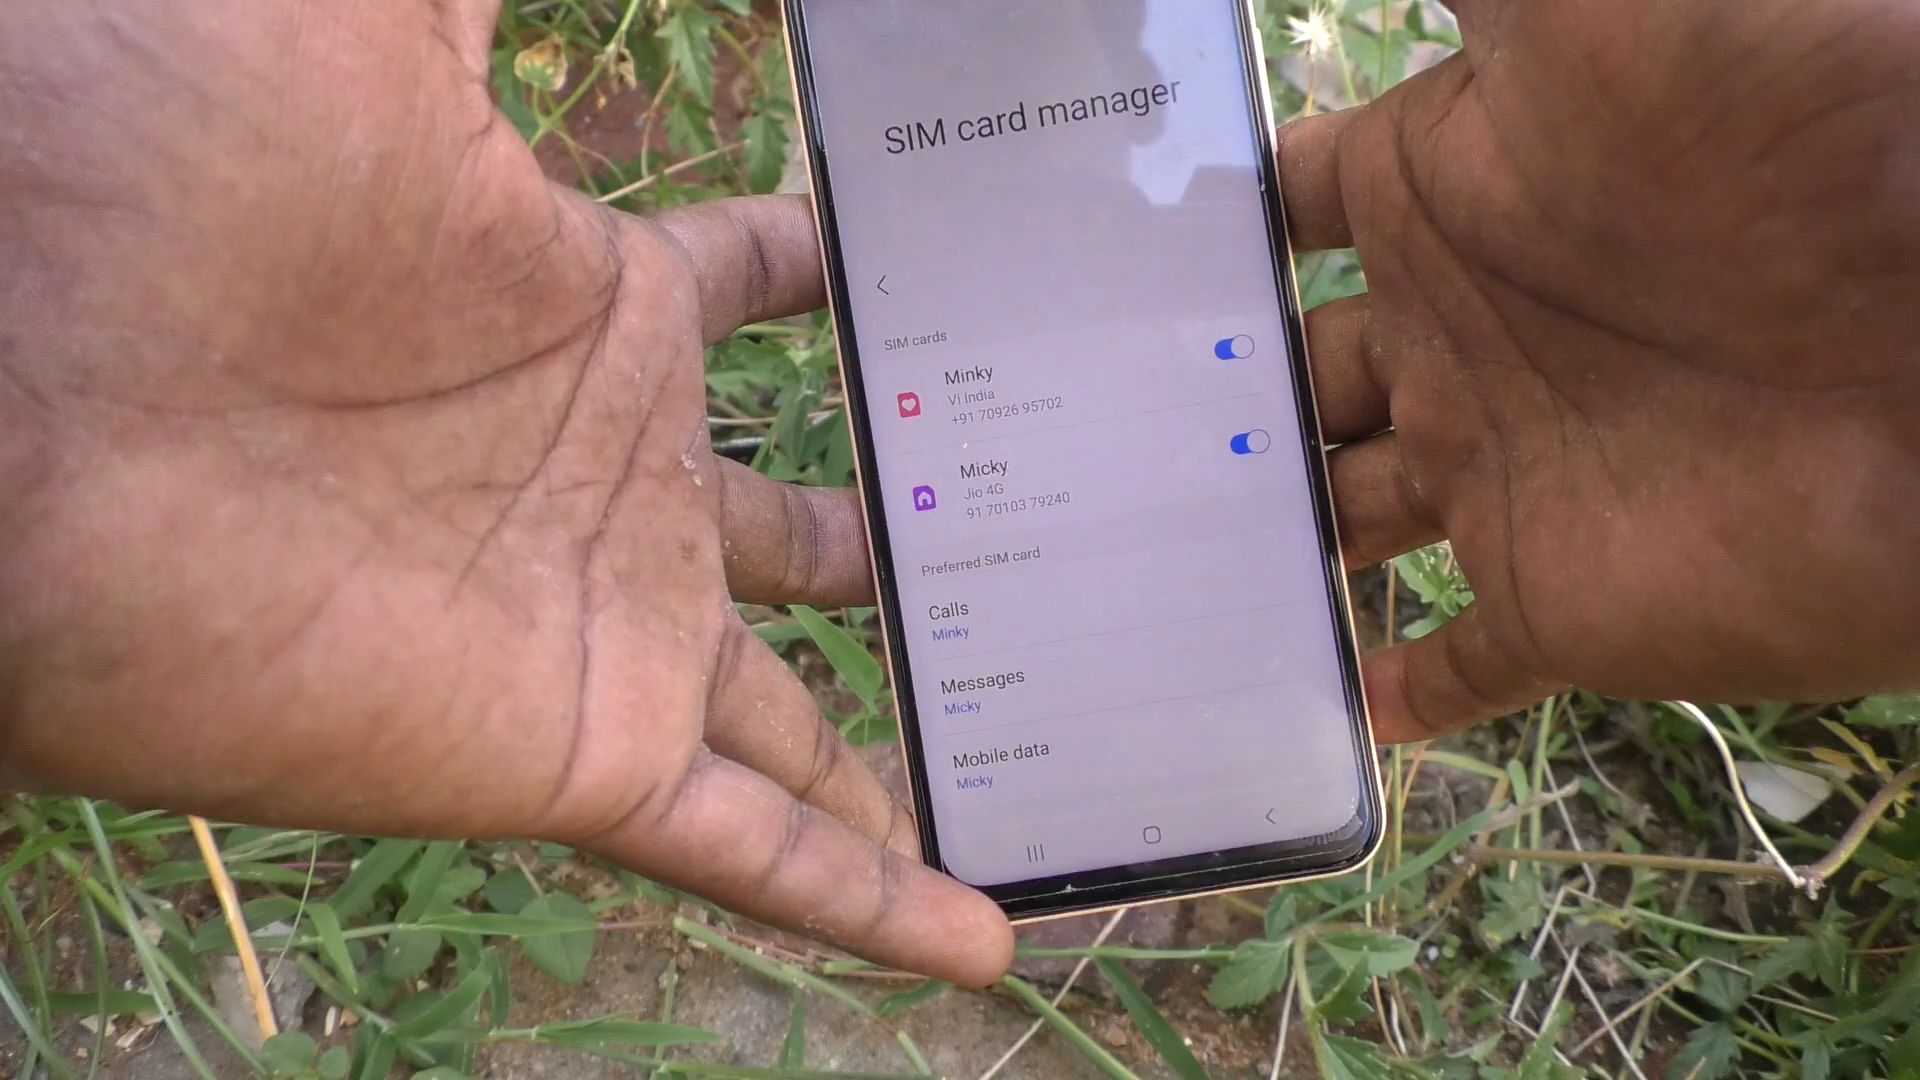 SIM card manager
SIM cards
Minky
Vi India
+91 70926 95702
Micky
Jio 4G
91 70103 79240
Preferred SIM card
Calls
Minky
Messages
Micky
Mobile data
Micky